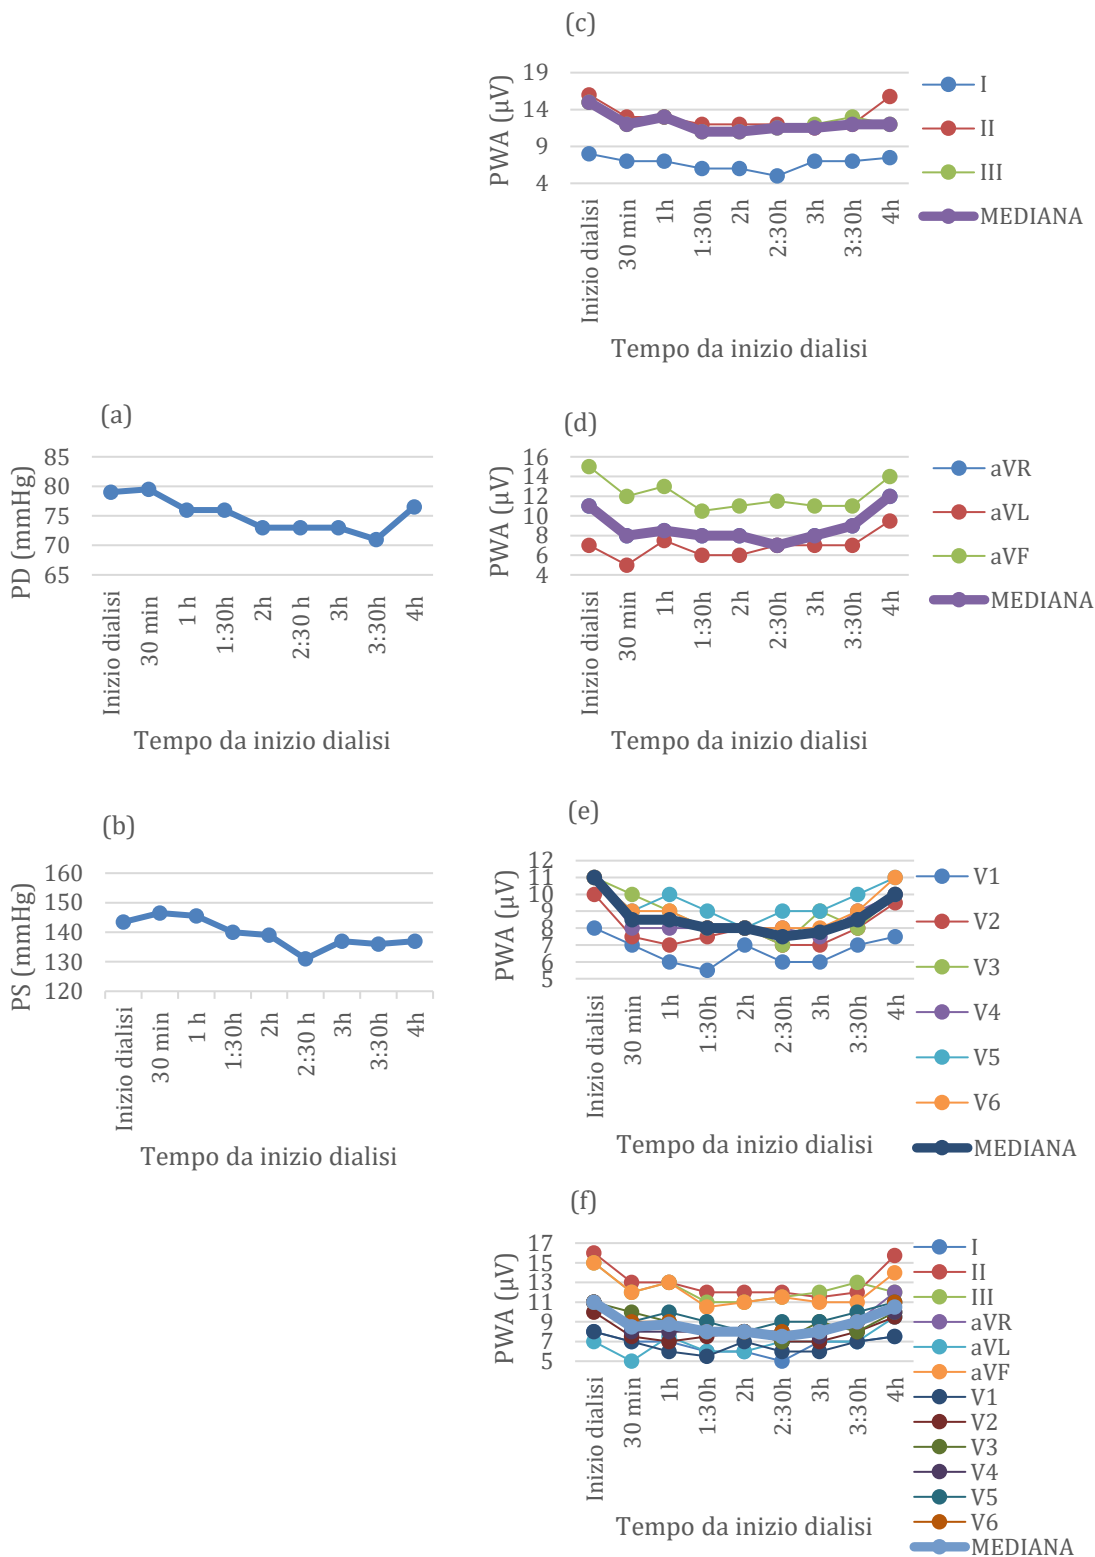 (c)
PWA (µV)
19
14
9
4
Inizio dialisi
30 min
1h
1:30h
2h
2:30h
3h
3:30h
4h
Tempo da inizio dialisi
I
II
III
MEDIANA
(a)
PD (mmHg)
85
80
75
70
65
Inizio dialisi
30 min
1 h
1:30h
2h
2:30 h
3h
3:30h
4h
Tempo da inizio dialisi
(d)
PWA (µV)
16
14
12
10
8
6
4
Inizio dialisi
30 min
1h
1:30h
2h
2:30h
3h
3:30h
4h
Tempo da inizio dialisi
aVR
aVL
aVF
MEDIANA
(b)
PS (mmHg)
160
150
140
130
120
Inizio dialisi
30 min
1 h
1:30h
2h
2:30 h
3h
3:30h
4h
Tempo da inizio dialisi
(e)
PWA (µV)
12
11
10
9
8
7
6
5
Inizio dialisi
30 min
1h
1:30h
2h
2:30h
3h
3:30h
4h
Tempo da inizio dialisi
V1
V2
V3
V4
V5
V6
MEDIANA
(f)
PWA (µV)
17
15
13
11
9
7
5
Inizio dialisi
30 min
1h
1:30h
2h
2:30h
3h
3:30h
4h
Tempo da inizio dialisi
I
II
III
aVR
aVL
aVF
V1
V2
V3
V4
V5
V6
MEDIANA